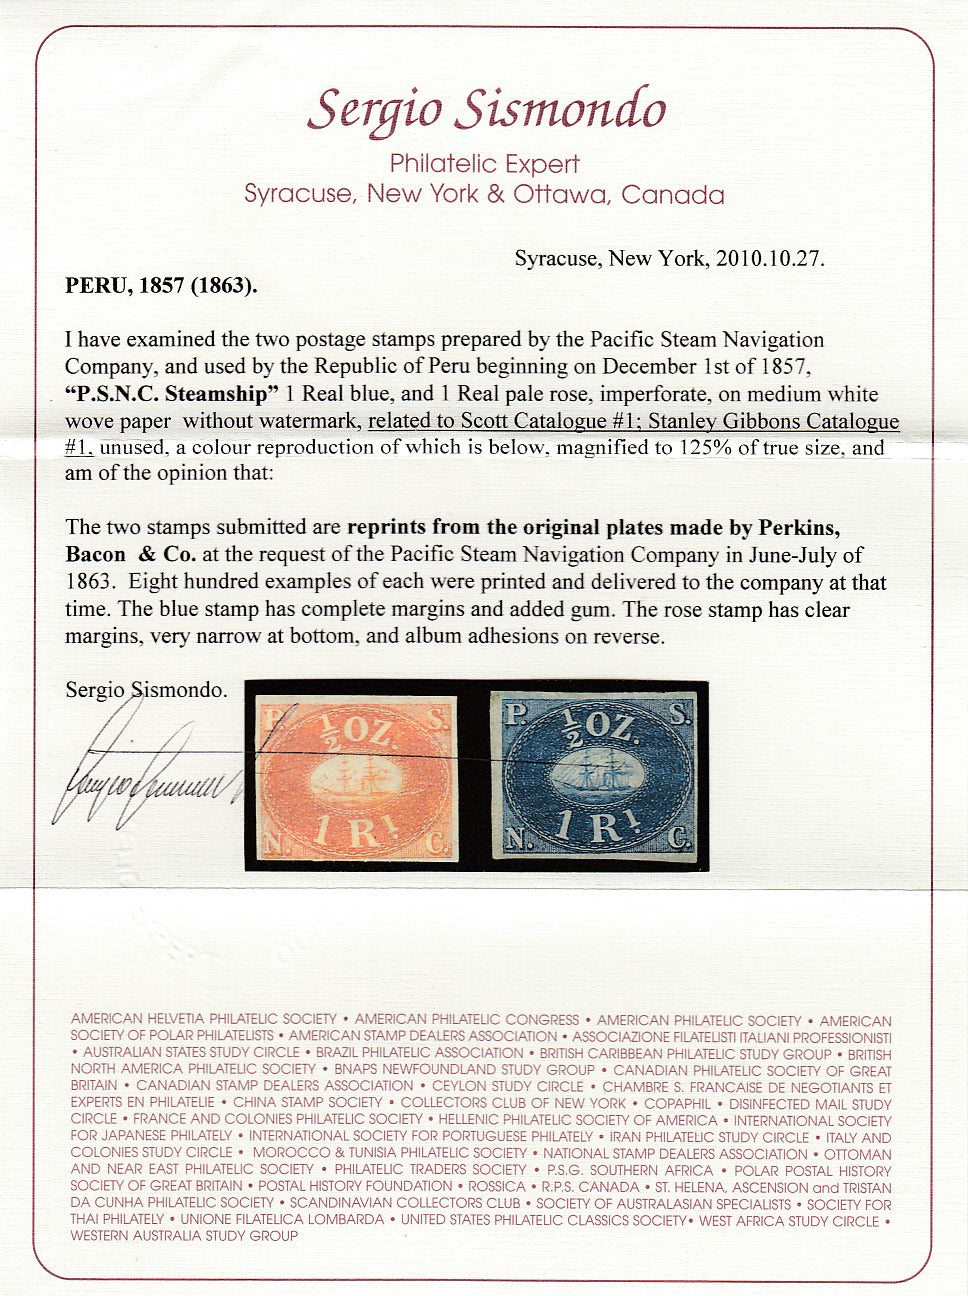 Sergio Sismondo
Philatelic Expert
Syracuse, New York & Ottawa, Canada
Syracuse, New York, 2010.10.27.
PERU, 1857 (1863).
I have examined the two postage stamps prepared by the Pacific Steam Navigation
Company, and used by the Republic of Peru beginning on December 1st of 1857,
“P.S.N.C. Steamship” 1 Real blue, and 1 Real pale rose, imperforate, on medium white
wove paper without watermark, related to Scott Catalogue #1; Stanley Gibbons Catalogue
#1, unused, a colour reproduction of which is below, magnified to 125% of true size, and
am of the opinion that:
The two stamps submitted are reprints from the original plates made by Perkins,
Bacon & Co. at the request of the Pacific Steam Navigation Company in June-July of
1863. Eight hundred examples of each were printed and delivered to the company at that
time. The blue stamp has complete margins and added gum. The rose stamp has clear
margins, very narrow at bottom, and album adhesions on reverse.
Sergio Sismondo.
P. S.
½ OZ.
1 Rl
N. C.
P. S.
½ OZ.
1 Rl
N. C.
AMERICAN HELVETIA PHILATELIC SOCIETY • AMERICAN PHILATELIC CONGRESS • AMERICAN PHILATELIC SOCIETY • AMERICAN
SOCIETY OF POLAR PHILATELISTS • AMERICAN STAMP DEALERS ASSOCIATION • ASSOCIAZIONE FILATELISTI ITALIANI PROFESSIONISTI
• AUSTRALIAN STATES STUDY CIRCLE • BRAZIL PHILATELIC ASSOCIATION • BRITISH CARIBBEAN PHILATELIC STUDY GROUP • BRITISH
NORTH AMERICA PHILATELIC SOCIETY • BNAPS NEWFOUNDLAND STUDY GROUP • CANADIAN PHILATELIC SOCIETY OF GREAT
BRITAIN • CANADIAN STAMP DEALERS ASSOCIATION • CEYLON STUDY CIRCLE • CHAMBRE S. FRANCAISE DE NEGOTIANTS ET
EXPERTS EN PHILATELIE • CHINA STAMP SOCIETY • COLLECTORS CLUB OF NEW YORK • COPAPHIL • DISINFECTED MAIL STUDY
CIRCLE • FRANCE AND COLONIES PHILATELIC SOCIETY • HELLENIC PHILATELIC SOCIETY OF AMERICA • INTERNATIONAL SOCIETY
FOR JAPANESE PHILATELY • INTERNATIONAL SOCIETY FOR PORTUGUESE PHILATELY • IRAN PHILATELIC STUDY CIRCLE • ITALY AND
COLONIES STUDY CIRCLE • MOROCCO & TUNISIA PHILATELIC SOCIETY • NATIONAL STAMP DEALERS ASSOCIATION • OTTOMAN
AND NEAR EAST PHILATELIC SOCIETY • PHILATELIC TRADERS SOCIETY • P.S.G. SOUTHERN AFRICA • POLAR POSTAL HISTORY
SOCIETY OF GREAT BRITAIN • POSTAL HISTORY FOUNDATION • ROSSICA • R.P.S. CANADA • ST. HELENA, ASCENSION and TRISTAN
DA CUNHA PHILATELIC SOCIETY • SCANDINAVIAN COLLECTORS CLUB • SOCIETY OF AUSTRALASIAN SPECIALISTS • SOCIETY FOR
THAI PHILATELY • UNIONE FILATELICA LOMBARDA • UNITED STATES PHILATELIC CLASSICS SOCIETY• WEST AFRICA STUDY CIRCLE •
WESTERN AUSTRALIA STUDY GROUP